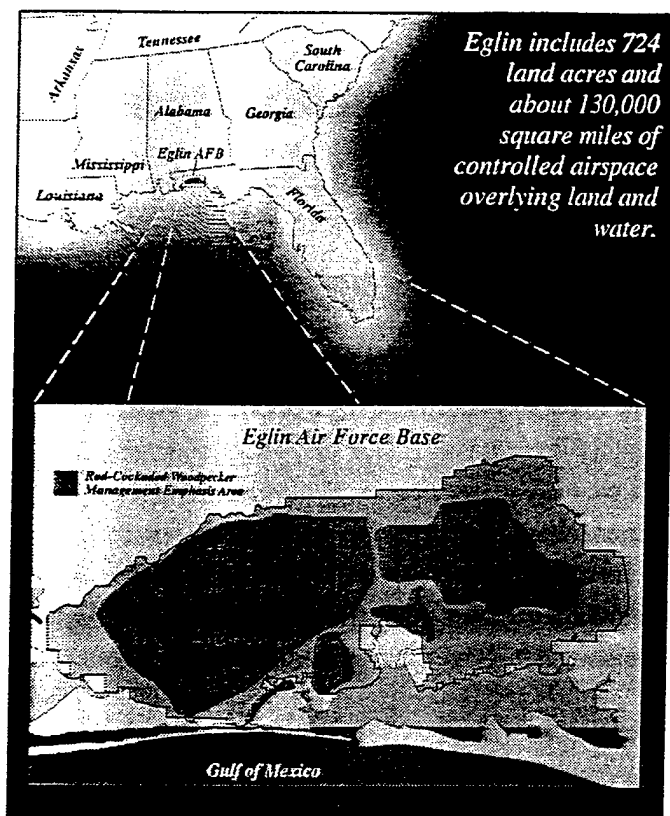 Eglin includes 724
land acres and
about 130,000
square miles of
controlled airspace
overlying land and
water.
Tennessee
Arkansas
South
Carolina
Alabama
Georgia
Mississippi
Eglin AFB
Louisiana
Florida
Eglin Air Force Base
Red-Cockaded Woodpecker
Management Emphasis Area
Gulf of Mexico